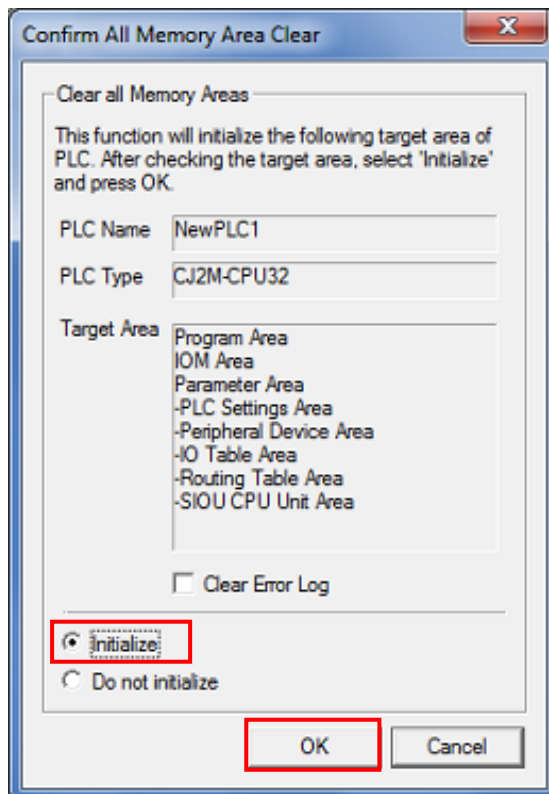 Confirm All Memory Area Clear
Clear all Memory Areas
This function will initialize the following target area of
PLC. After checking the target area, select 'Initialize'
and press OK.
PLC Name NewPLC1
PLC Type CJ2M-CPU32
Target Area Program Area
IOM Area
Parameter Area
-PLC Settings Area
-Peripheral Device Area
-IO Table Area
-Routing Table Area
-SIOU CPU Unit Area
Clear Error Log
Initialize
Do not initialize
OK Cancel